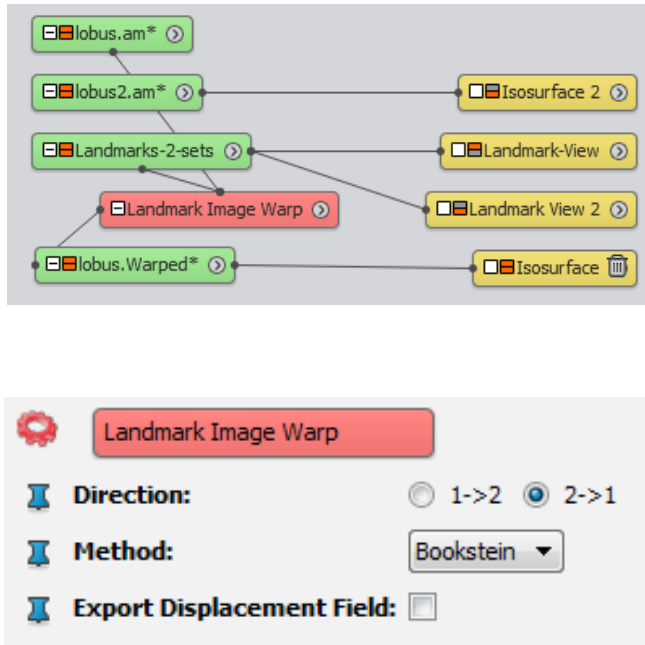 lobus.am*
lobus2.am* Isosurface 2
Landmarks-2-sets Landmark-View
Landmark Image Warp Landmark View 2
lobus.Warped* Isosurface
Landmark Image Warp
Direction: 1->2 2->1
Method: Bookstein
Export Displacement Field: